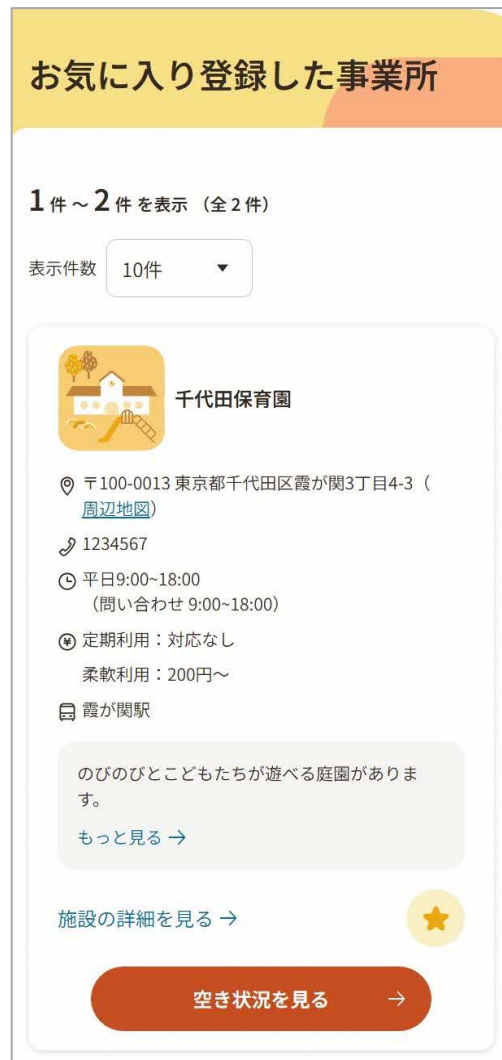 お気に入り登録した事業所
1件～2件を表示（全2件）
表示件数 10件
千代田保育園
〒100-0013 東京都千代田区霞が関3丁目4-3（
周辺地図）
1234567
平日9:00~18:00
（問い合わせ 9:00~18:00）
定期利用：対応なし
柔軟利用：200円～
霞が関駅
のびのびとこどもたちが遊べる庭園がありま
す。
もっと見る →
施設の詳細を見る →
空き状況を見る →